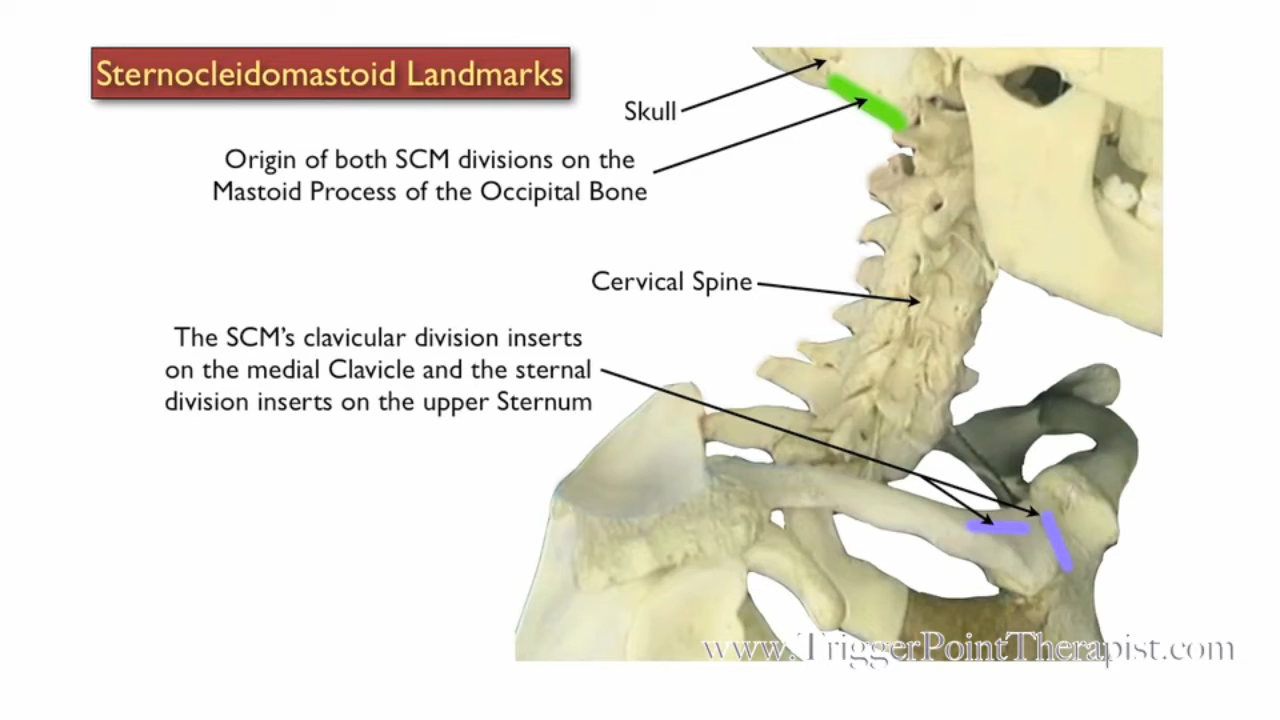 Sternocleidomastoid Landmarks
Skull
Origin of both SCM divisions on the
Mastoid Process of the Occipital Bone
Cervical Spine
The SCM’s clavicular division inserts
on the medial Clavicle and the sternal
division inserts on the upper Sternum
www.TriggerPointTherapist.com